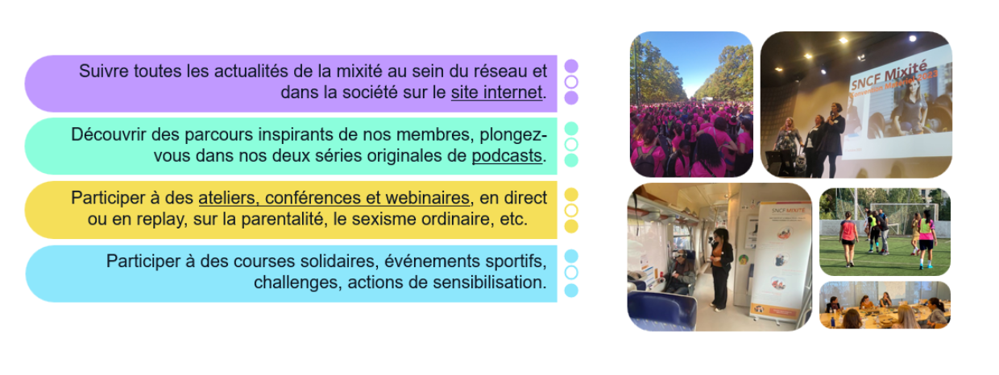 Suivre toutes les actualités de la mixité au sein du réseau et
dans la société sur le site internet.
Découvrir des parcours inspirants de nos membres, plongez-
vous dans nos deux séries originales de podcasts.
Participer à des ateliers, conférences et webinaires, en direct
ou en replay, sur la parentalité, le sexisme ordinaire, etc.
Participer à des courses solidaires, événements sportifs,
challenges, actions de sensibilisation.
SNCF Mixité
SNCF MIXITÉ